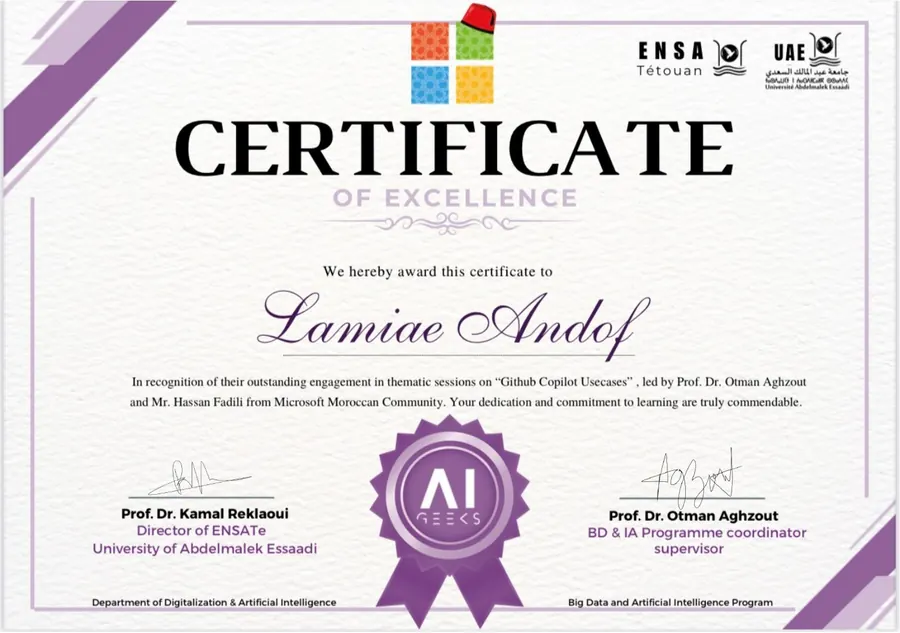 ENSA
Tétouan
UAE
جامعة عبد المالك السعدي
Université Abdelmalek Essaâdi
CERTIFICATE
OF EXCELLENCE
We hereby award this certificate to
Lamiae Andof
In recognition of their outstanding engagement in thematic sessions on “Github Copilot Usecases” , led by Prof. Dr. Otman Aghzout
and Mr. Hassan Fadili from Microsoft Moroccan Community. Your dedication and commitment to learning are truly commendable.
AI
GEEKS
Prof. Dr. Kamal Reklaoui
Director of ENSATe
University of Abdelmalek Essaadi
Agzout
Prof. Dr. Otman Aghzout
BD & IA Programme coordinator
supervisor
Department of Digitalization & Artificial Intelligence
Big Data and Artificial Intelligence Program